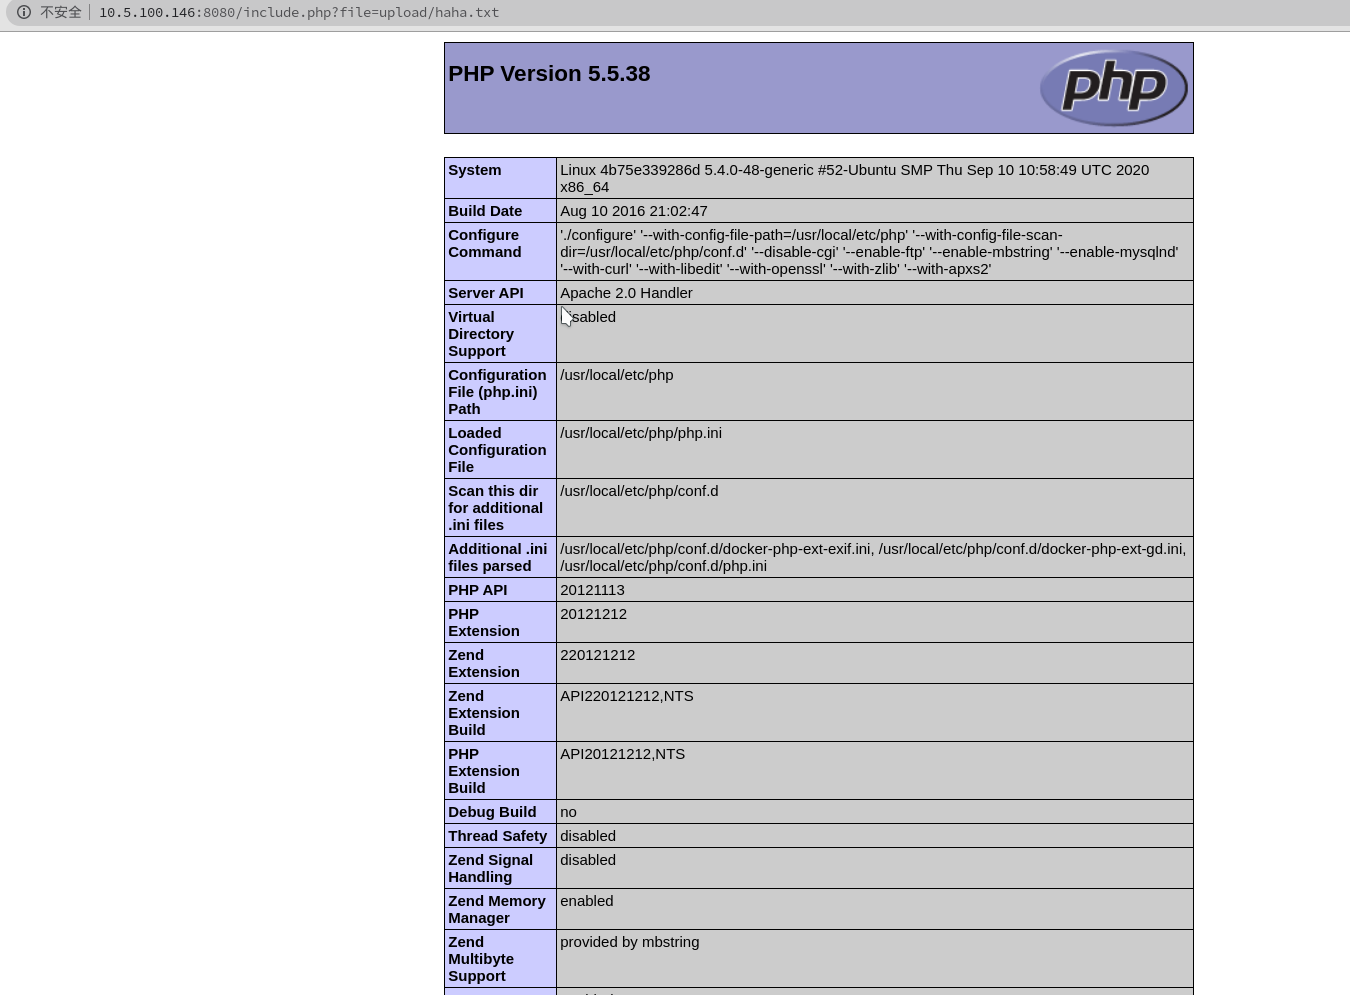 不安全 10.5.100.146:8080/include.php?file=upload/haha.txt
PHP Version 5.5.38
php
System
Linux 4b75e339286d 5.4.0-48-generic #52-Ubuntu SMP Thu Sep 10 10:58:49 UTC 2020
x86_64
Build Date
Aug 10 2016 21:02:47
Configure
Command
'./configure' '--with-config-file-path=/usr/local/etc/php' '--with-config-file-scan-
dir=/usr/local/etc/php/conf.d' '--disable-cgi' '--enable-ftp' '--enable-mbstring' '--enable-mysqlnd'
'--with-curl' '--with-libedit' '--with-openssl' '--with-zlib' '--with-apxs2'
Server API
Apache 2.0 Handler
Virtual
Directory
Support
disabled
Configuration
File (php.ini)
Path
/usr/local/etc/php
Loaded
Configuration
File
/usr/local/etc/php/php.ini
Scan this dir
for additional
.ini files
/usr/local/etc/php/conf.d
Additional .ini
files parsed
/usr/local/etc/php/conf.d/docker-php-ext-exif.ini, /usr/local/etc/php/conf.d/docker-php-ext-gd.ini,
/usr/local/etc/php/conf.d/php.ini
PHP API
20121113
PHP
Extension
20121212
Zend
Extension
220121212
Zend
Extension
Build
API220121212,NTS
PHP
Extension
Build
API20121212,NTS
Debug Build
no
Thread Safety
disabled
Zend Signal
Handling
disabled
Zend Memory
Manager
enabled
Zend
Multibyte
Support
provided by mbstring